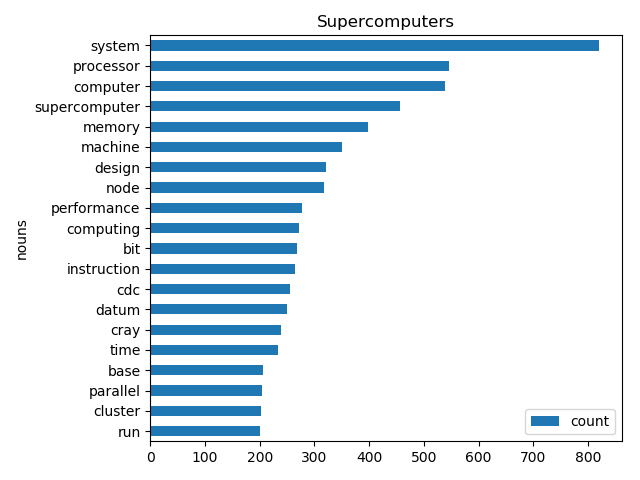 Supercomputers
system
processor
computer
supercomputer
memory
machine
design
node
performance
computing
bit
instruction
cdc
datum
cray
time
base
parallel
cluster
run
nouns
count
0 100 200 300 400 500 600 700 800